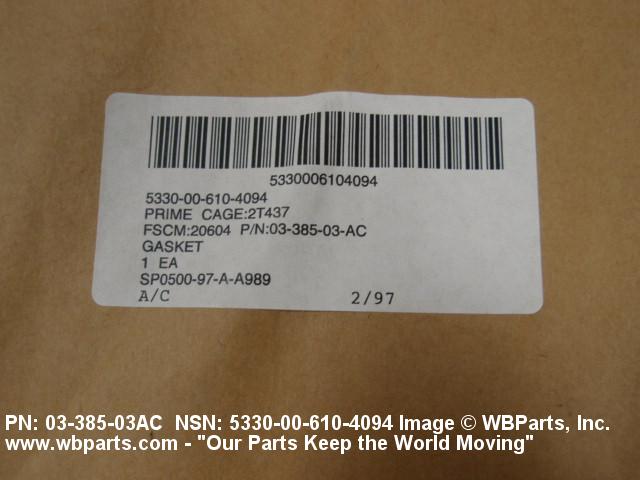 5330006104094
5330-00-610-4094
PRIME CAGE:2T437
FSCM:20604 P/N:03-385-03-AC
GASKET
1 EA
SP0500-97-A-A989
A/C 2/97
PN: 03-385-03AC NSN: 5330-00-610-4094 Image © WBParts, Inc.
www.wbparts.com - "Our Parts Keep the World Moving"